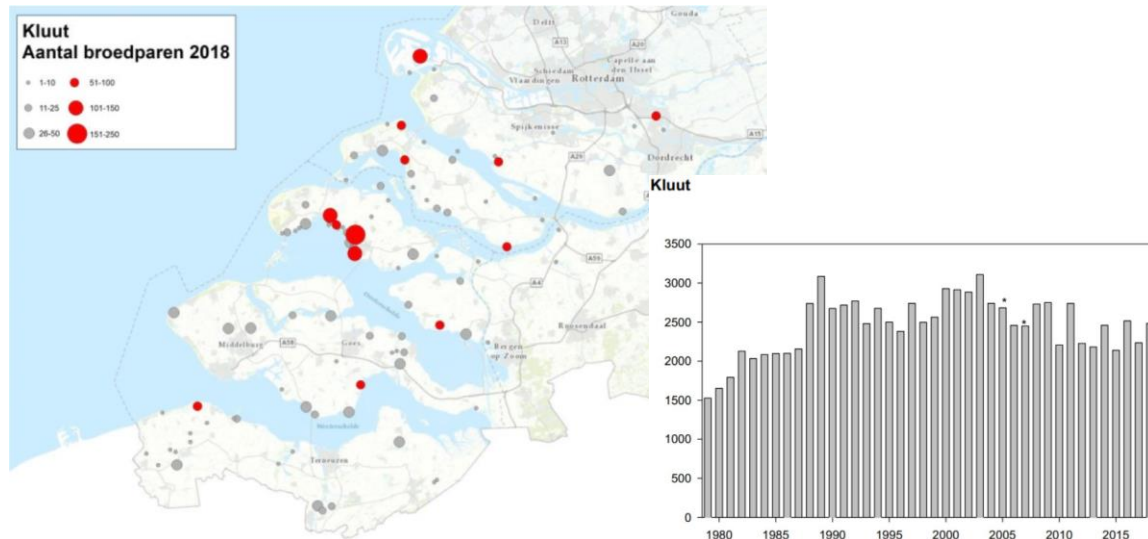 Kluut
Aantal broedparen 2018
1-10
51-100
11-25
101-150
26-50
151-250
Delft
Gouda
A13
A20
Schiedam
Vlaardingen
Rotterdam
Capelle aan
den IJssel
Spijkenisse
A15
A29
Dordrecht
A4
A59
Roosendaal
Bergen
op Zoom
Middelburg
A58
Goes
Oosterschelde
Westerschelde
Terneuzen
Kluut
3500
3000
2500
2000
1500
1000
500
0
* *
1980 1985 1990 1995 2000 2005 2010 2015